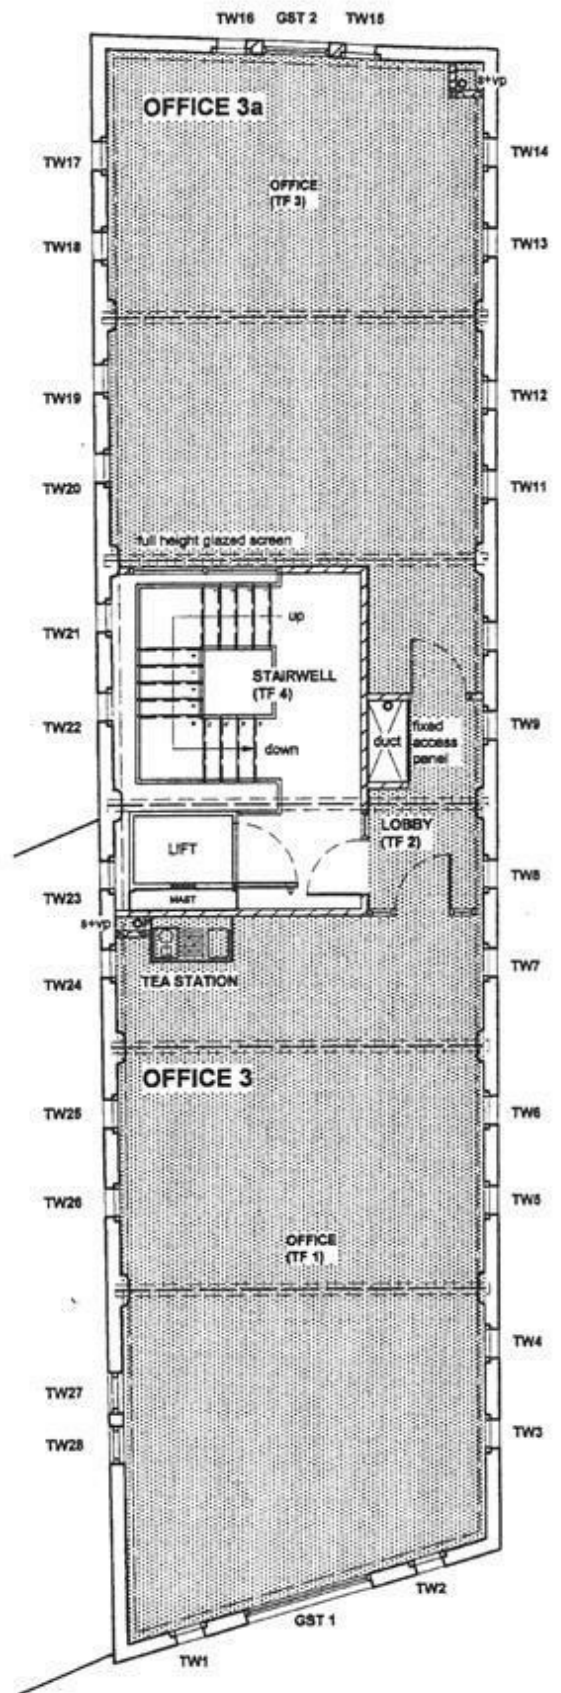 TW16 GST 2 TW15
s+vp
OFFICE 3a
TW17
TW14
OFFICE
(TF 3)
TW18
TW13
TW19
TW12
TW20
TW11
full height glazed screen
up
TW21
STAIRWELL
(TF 4)
TW22
TW9
duct
fixed
access
panel
down
LOBBY
(TF 2)
LIFT
TW8
MAST
TW23
s+vp
TW7
TW24
TEA STATION
OFFICE 3
TW25
TW6
TW26
TW5
OFFICE
(TF 1)
TW4
TW27
TW3
TW28
TW2
GST 1
TW1